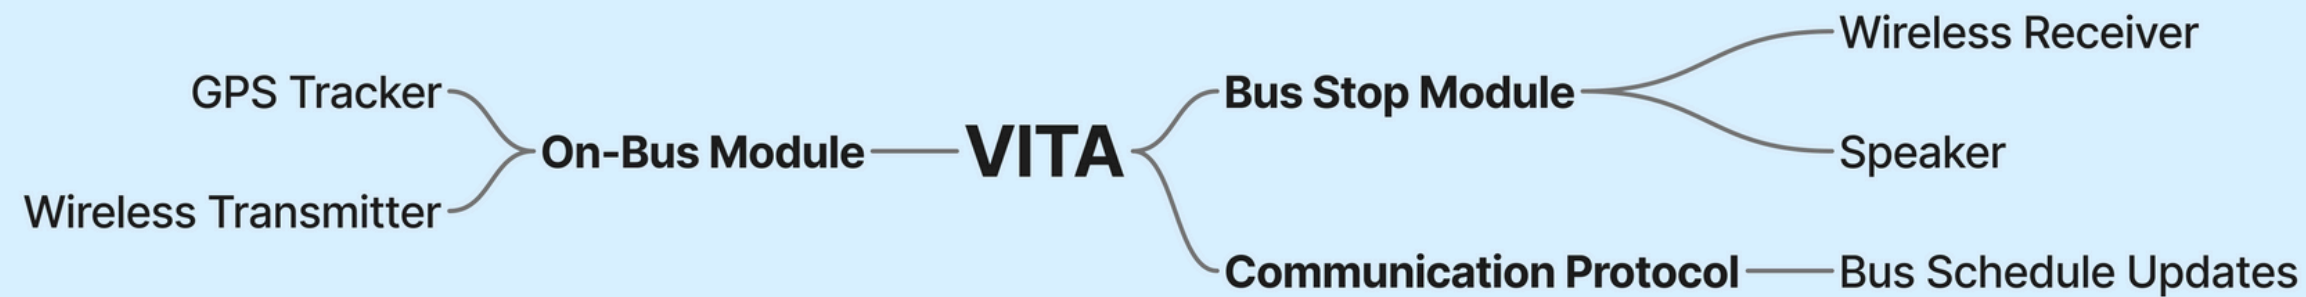 GPS Tracker
Wireless Transmitter
On-Bus Module
VITA
Bus Stop Module
Wireless Receiver
Speaker
Communication Protocol
Bus Schedule Updates